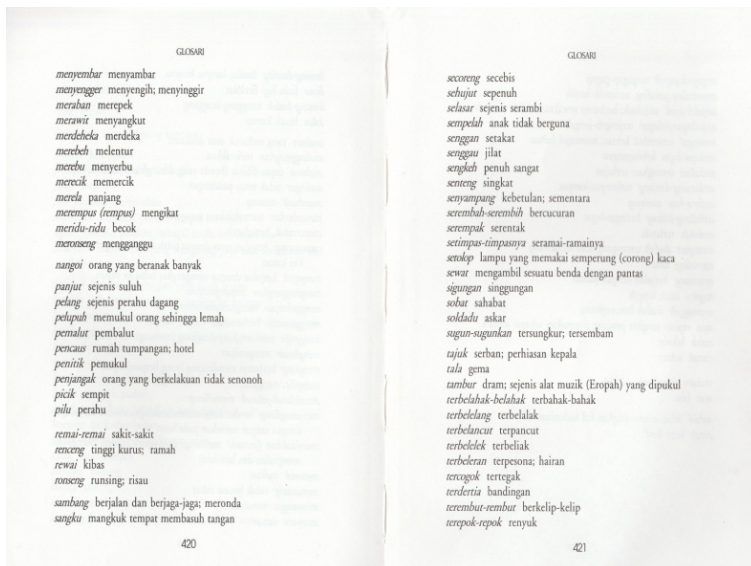 GLOSARI
menyembar menyambar
menyengger menyengih; menyinggir
meraban merepek
merawit menyangkut
merdeheka merdeka
merebeh melentur
merebu menyerbu
merecik memercik
merela panjang
merempus (rempus) mengikat
meridu-ridu becok
meronseng mengganggu
nangoi orang yang beranak banyak
panjut sejenis suluh
pelang sejenis perahu dagang
pelupuh memukul orang sehingga lemah
pemalut pembalut
pencaus rumah tumpangan; hotel
penitik pemukul
penjangak orang yang berkelakuan tidak senonoh
picik sempit
pilu perahu
remai-remai sakit-sakit
renceng tinggi kurus; ramah
rewai kibas
ronseng runsing; risau
sambang berjalan dan berjaga-jaga; meronda
sangku mangkuk tempat membasuh tangan
420
GLOSARI
secoreng secebis
sehujut sepenuh
selasar sejenis serambi
sempelah anak tidak berguna
senggan setakat
senggau jilat
sengkeh penuh sangat
senteng singkat
senyampang kebetulan; sementara
serembah-serembih bercucuran
serempak serentak
setimpas-timpasnya seramai-ramainya
setolop lampu yang memakai semperung (corong) kaca
sewat mengambil sesuatu benda dengan pantas
sigungan singgungan
sobat sahabat
soldadu askar
sugun-sugunkan tersungkur; tersembam
tajuk serban; perhiasan kepala
tala gema
tambur dram; sejenis alat muzik (Eropah) yang dipukul
terbelahak-belahak terbahak-bahak
terbelelang terbelalak
terbelancut terpancut
terbelelek terbeliak
terbeleran terpesona; hairan
tercogok tertegak
terdertia bandingan
terembut-rembut berkelip-kelip
terepok-repok renyuk
421